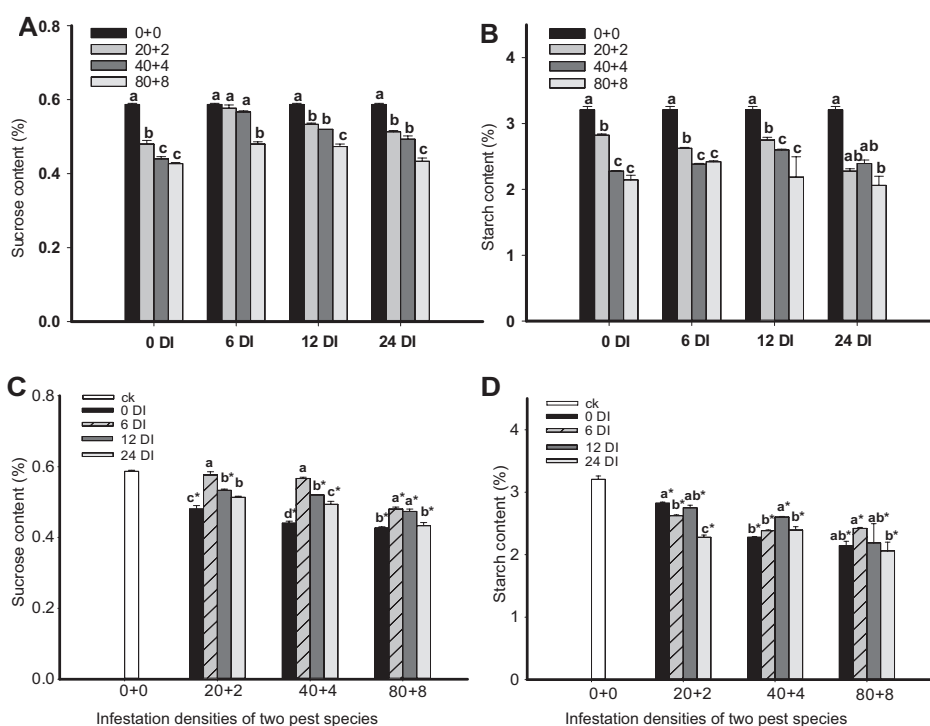 A
0+0
20+2
40+4
80+8
Sucrose content (%)
0.8
0.6
0.4
0.2
0.0
a b c c
a a a b
a b b c
a b b c
0 DI 6 DI 12 DI 24 DI
B
0+0
20+2
40+4
80+8
Starch content (%)
4
3
2
1
0
a b c c
a b c c
a b c c
a ab ab b
0 DI 6 DI 12 DI 24 DI
C
ck
0 DI
6 DI
12 DI
24 DI
Sucrose content (%)
0.8
0.6
0.4
0.2
0.0
c* a b* b
d* a b* c*
b* a* a* b*
0+0 20+2 40+4 80+8
Infestation densities of two pest species
D
ck
0 DI
6 DI
12 DI
24 DI
Starch content (%)
4
3
2
1
0
a* b* ab* c*
b* b* a* b*
ab* a* ab* b*
0+0 20+2 40+4 80+8
Infestation densities of two pest species